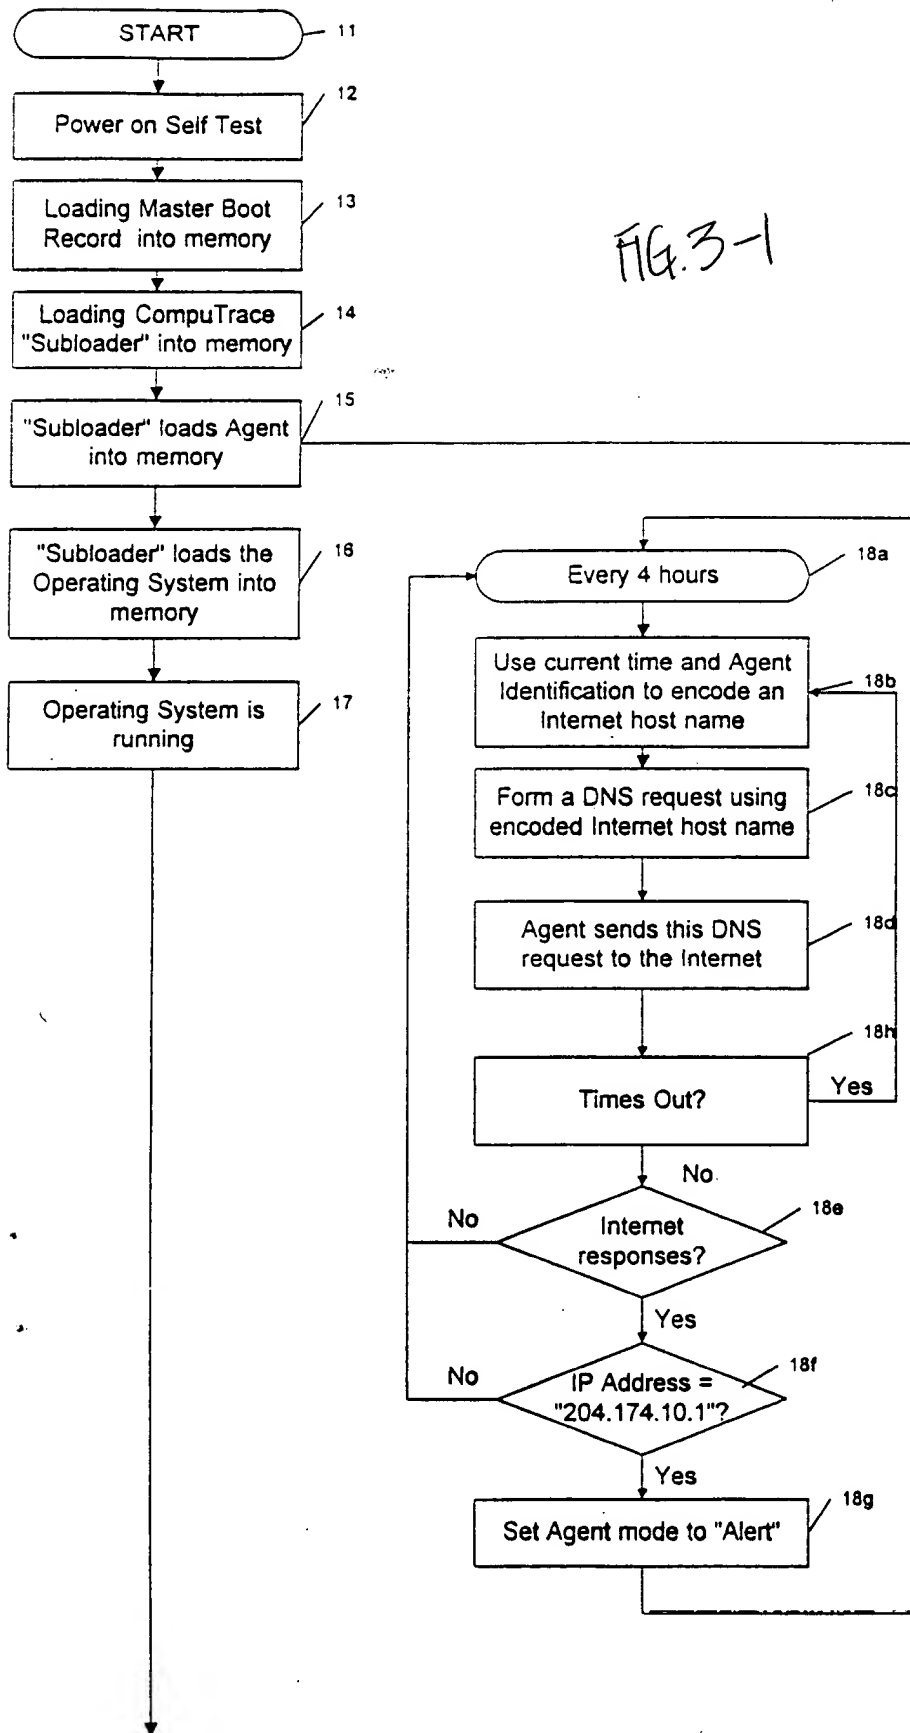 START
11
Power on Self Test
12
Loading Master Boot
Record into memory
13
FIG. 3-1
Loading CompuTrace
"Subloader" into memory
14
"Subloader" loads Agent
into memory
15
"Subloader" loads the
Operating System into
memory
16
Operating System is
running
17
Every 4 hours
18a
Use current time and Agent
Identification to encode an
Internet host name
18b
Form a DNS request using
encoded Internet host name
18c
Agent sends this DNS
request to the Internet
18d
Times Out?
18h
Yes
No
Internet
responses?
18e
No
Yes
IP Address =
"204.174.10.1"?
18f
No
Yes
Set Agent mode to "Alert"
18g